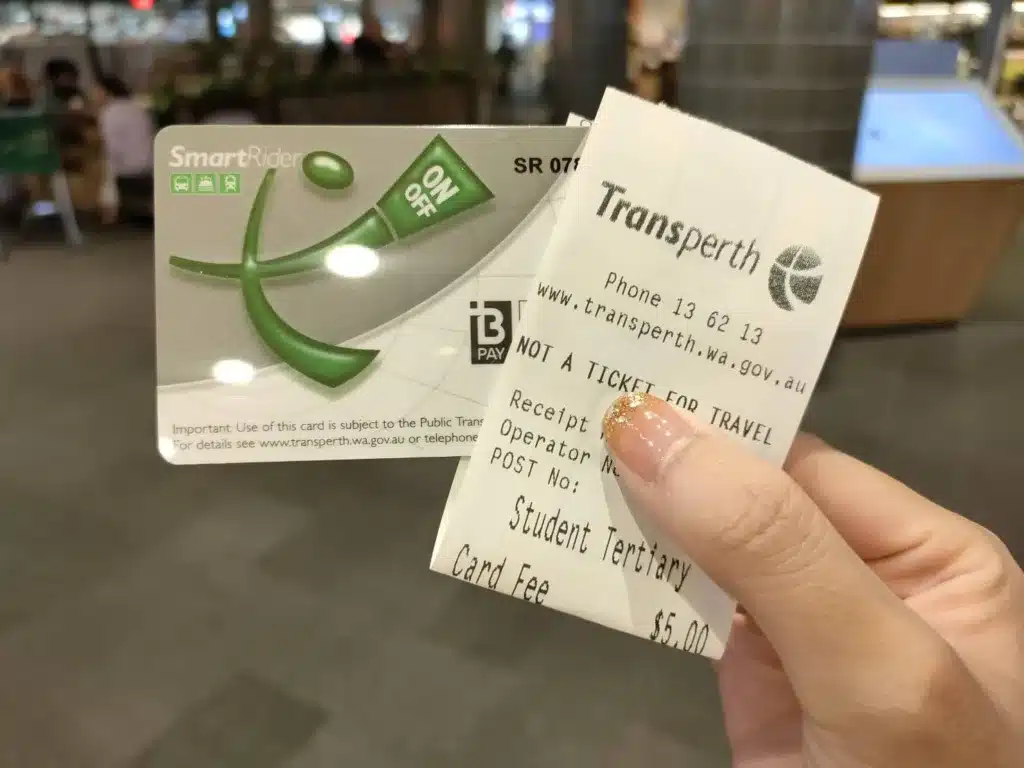 SmartRider
ON
OFF
SR 078
B
PAY
Important: Use of this card is subject to the Public Trans
For details see www.transperth.wa.gov.au or telephone
Transperth
Phone 13 62 13
www.transperth.wa.gov.au
NOT A TICKET FOR TRAVEL
Receipt
Operator No
POST No:
Student Tertiary
Card Fee
$5.00